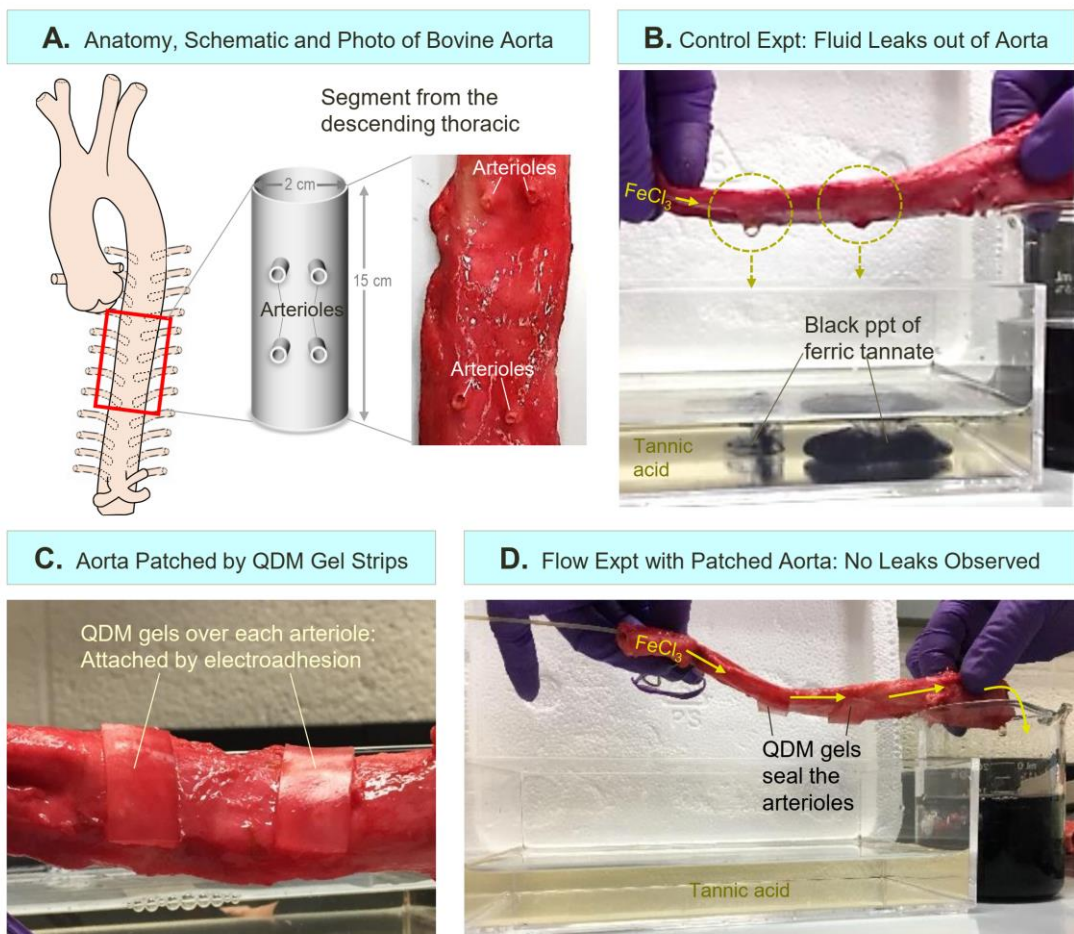 A. Anatomy, Schematic and Photo of Bovine Aorta
Segment from the
descending thoracic
2 cm
15 cm
Arterioles
Arterioles
Arterioles
B. Control Expt: Fluid Leaks out of Aorta
FeCl₃
Black ppt of
ferric tannate
Tannic
acid
C. Aorta Patched by QDM Gel Strips
QDM gels over each arteriole:
Attached by electroadhesion
D. Flow Expt with Patched Aorta: No Leaks Observed
FeCl₃
PS
QDM gels
seal the
arterioles
Tannic acid